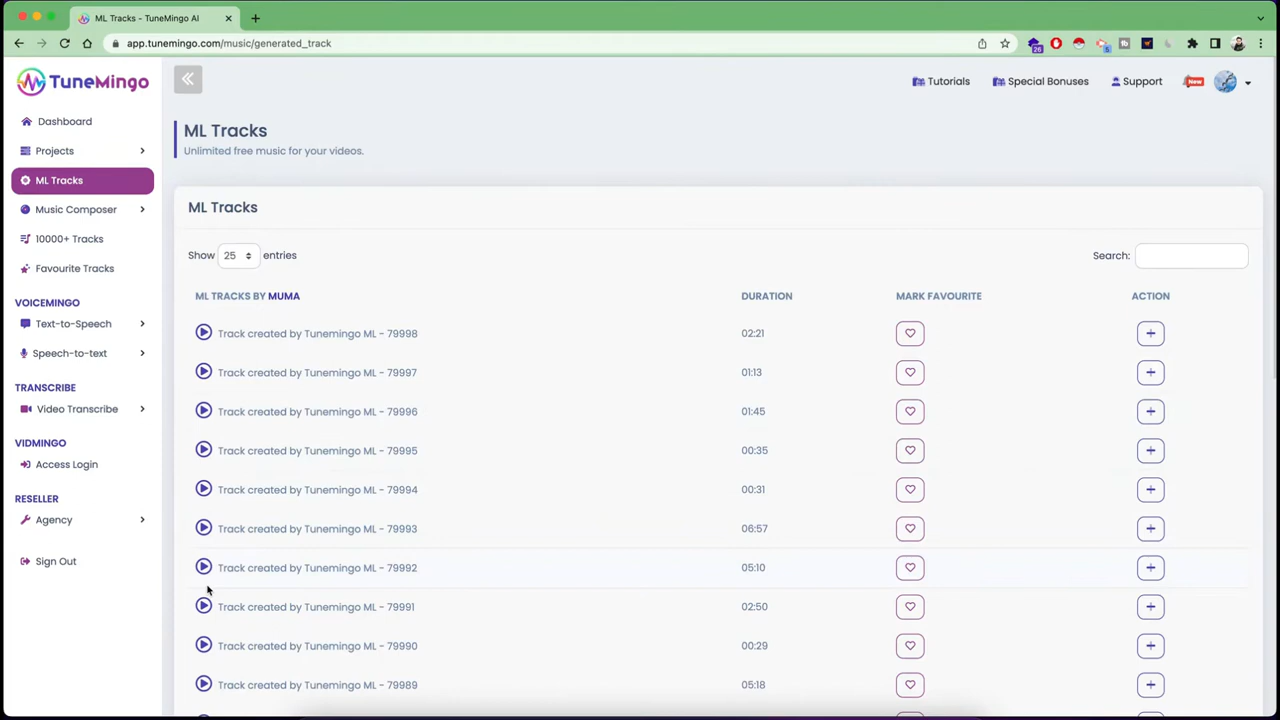 ML Tracks - TuneMingo AI
app.tunemingo.com/music/generated_track
26
TUNEMINGO
Tutorials
Special Bonuses
Support
New
Dashboard
Projects
ML Tracks
Music Composer
10000+ Tracks
Favourite Tracks
VOICEMINGO
Text-to-Speech
Speech-to-text
TRANSCRIBE
Video Transcribe
VIDMINGO
Access Login
RESELLER
Agency
Sign Out
ML Tracks
Unlimited free music for your videos.
ML Tracks
Show 25 entries
Search:
ML TRACKS BY MUMA DURATION MARK FAVOURITE ACTION
Track created by Tunemingo ML - 79998 02:21
Track created by Tunemingo ML - 79997 01:13
Track created by Tunemingo ML - 79996 01:45
Track created by Tunemingo ML - 79995 00:35
Track created by Tunemingo ML - 79994 00:31
Track created by Tunemingo ML - 79993 06:57
Track created by Tunemingo ML - 79992 05:10
Track created by Tunemingo ML - 79991 02:50
Track created by Tunemingo ML - 79990 00:29
Track created by Tunemingo ML - 79989 05:18